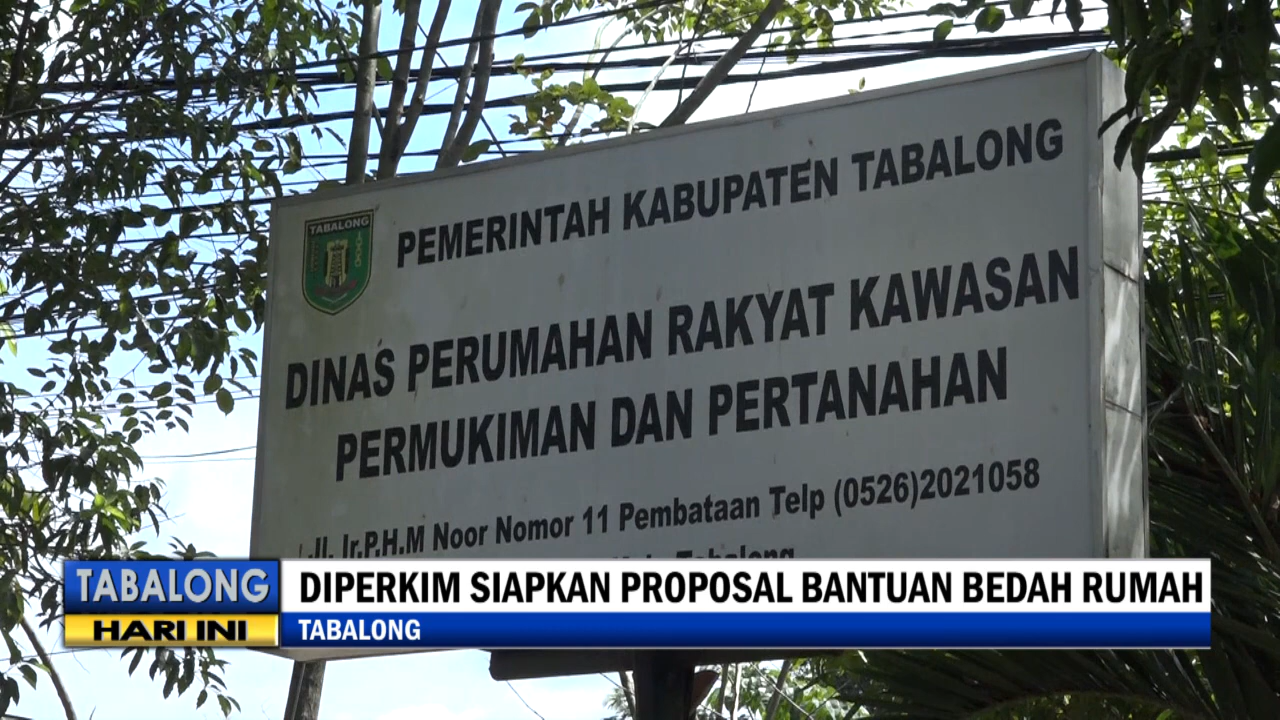 TABALONG
PEMERINTAH KABUPATEN TABALONG
DINAS PERUMAHAN RAKYAT KAWASAN
PERMUKIMAN DAN PERTANAHAN
Jl. Ir.P.H.M Noor Nomor 11 Pembataan Telp (0526)2021058
Tabalong
TABALONG
HARI INI
DIPERKIM SIAPKAN PROPOSAL BANTUAN BEDAH RUMAH
TABALONG